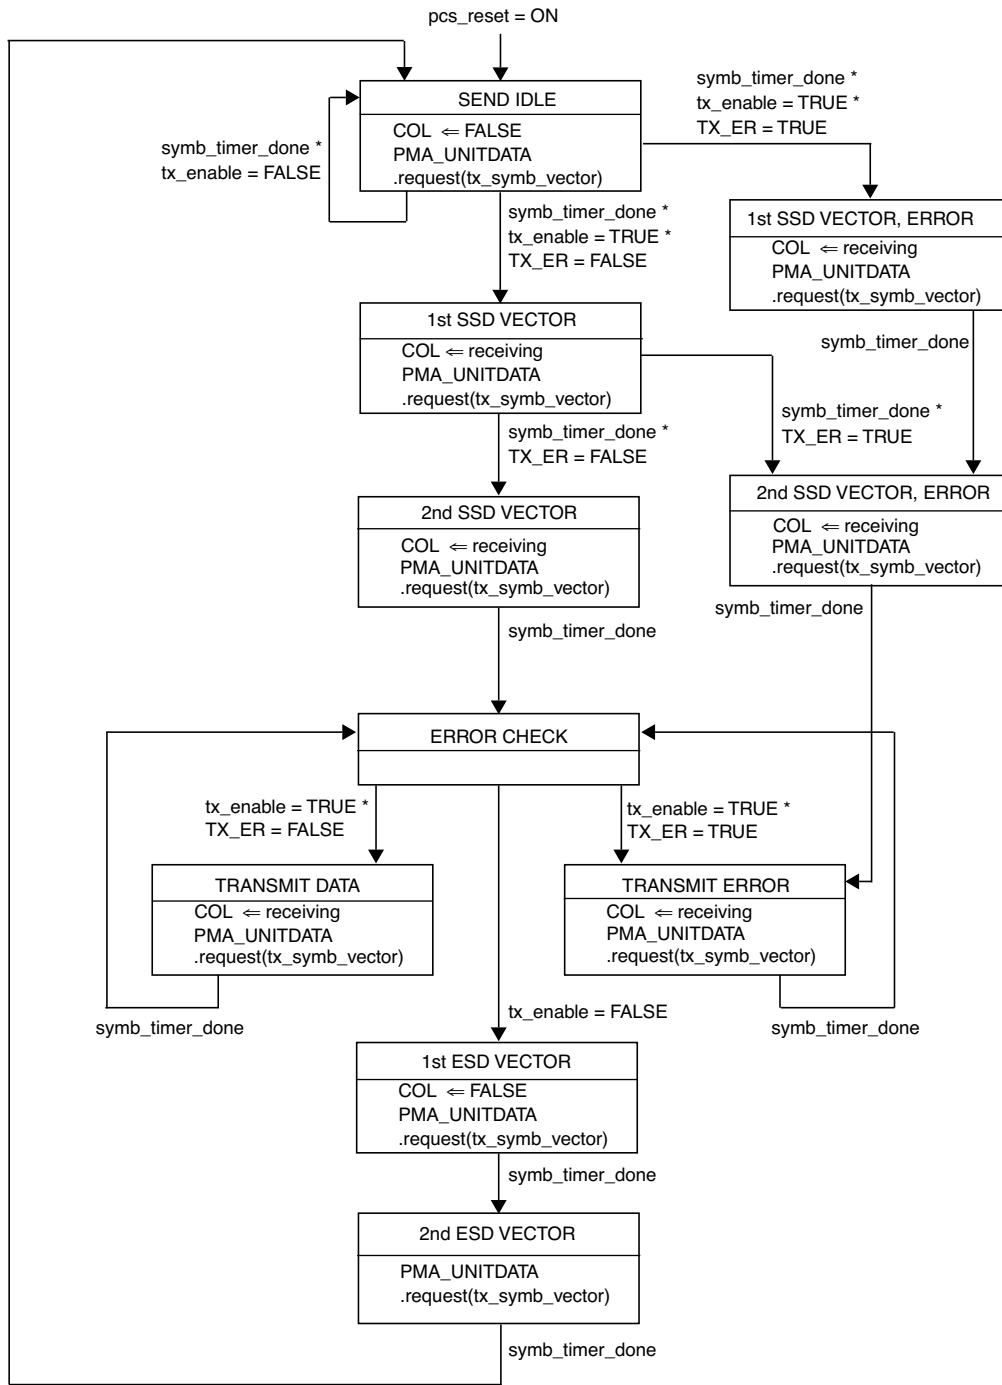 pcs_reset = ON
SEND IDLE
COL ⇐ FALSE
PMA_UNITDATA
.request(tx_symb_vector)
symb_timer_done *
tx_enable = FALSE
symb_timer_done *
tx_enable = TRUE *
TX_ER = TRUE
symb_timer_done *
tx_enable = TRUE *
TX_ER = FALSE
1st SSD VECTOR, ERROR
COL ⇐ receiving
PMA_UNITDATA
.request(tx_symb_vector)
symb_timer_done
1st SSD VECTOR
COL ⇐ receiving
PMA_UNITDATA
.request(tx_symb_vector)
symb_timer_done *
TX_ER = TRUE
symb_timer_done *
TX_ER = FALSE
2nd SSD VECTOR
COL ⇐ receiving
PMA_UNITDATA
.request(tx_symb_vector)
symb_timer_done
2nd SSD VECTOR, ERROR
COL ⇐ receiving
PMA_UNITDATA
.request(tx_symb_vector)
symb_timer_done
ERROR CHECK
tx_enable = TRUE *
TX_ER = FALSE
tx_enable = TRUE *
TX_ER = TRUE
TRANSMIT DATA
COL ⇐ receiving
PMA_UNITDATA
.request(tx_symb_vector)
symb_timer_done
TRANSMIT ERROR
COL ⇐ receiving
PMA_UNITDATA
.request(tx_symb_vector)
symb_timer_done
tx_enable = FALSE
1st ESD VECTOR
COL ⇐ FALSE
PMA_UNITDATA
.request(tx_symb_vector)
symb_timer_done
2nd ESD VECTOR
PMA_UNITDATA
.request(tx_symb_vector)
symb_timer_done